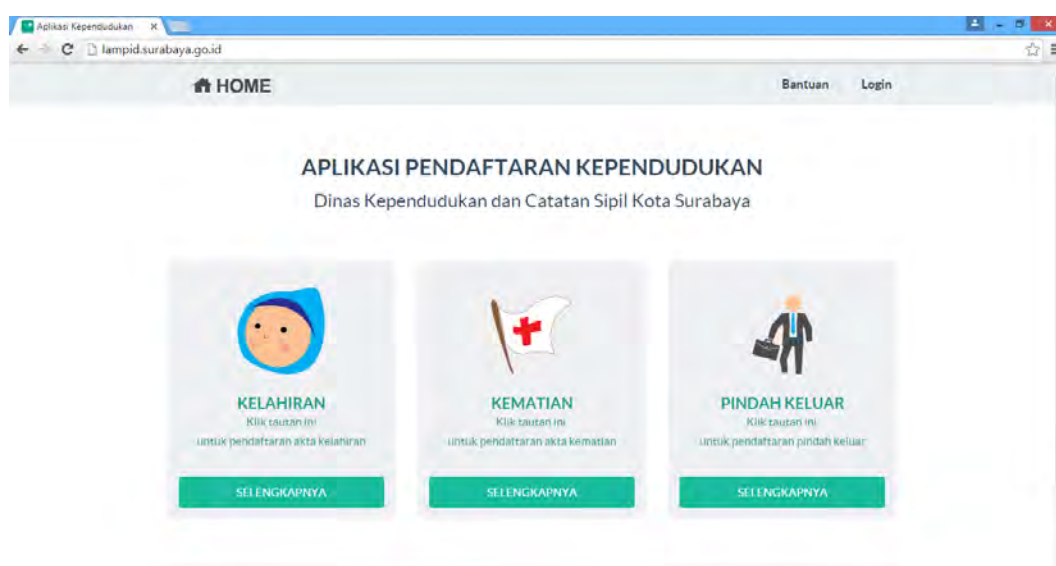 Aplikasi Kependudukan
lampid.surabaya.go.id
HOME
Bantuan Login
APLIKASI PENDAFTARAN KEPENDUDUKAN
Dinas Kependudukan dan Catatan Sipil Kota Surabaya
KELAHIRAN
Klik tautan ini
untuk pendaftaran akta kelahiran
SELENGKAPNYA
KEMATIAN
Klik tautan ini
untuk pendaftaran akta kematian
SELENGKAPNYA
PINDAH KELUAR
Klik tautan ini
untuk pendaftaran pindah keluar
SELENGKAPNYA